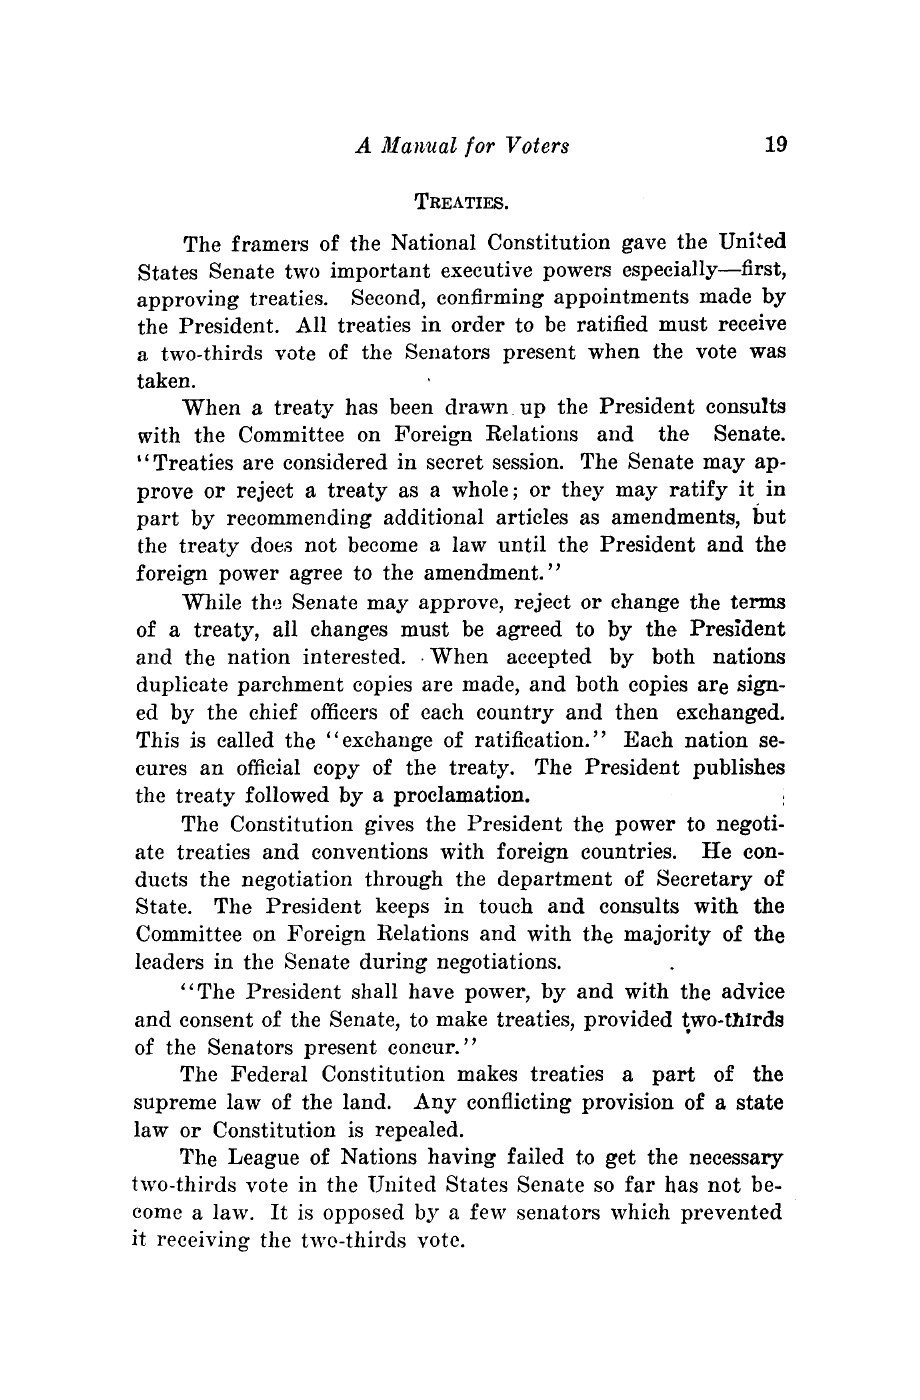 A Manual for Voters 19
TREATIES.
The framers of the National Constitution gave the United
States Senate two important executive powers especially—first,
approving treaties. Second, confirming appointments made by
the President. All treaties in order to be ratified must receive
a two-thirds vote of the Senators present when the vote was
taken.
When a treaty has been drawn up the President consults
with the Committee on Foreign Relations and the Senate.
"Treaties are considered in secret session. The Senate may ap-
prove or reject a treaty as a whole; or they may ratify it in
part by recommending additional articles as amendments, but
the treaty does not become a law until the President and the
foreign power agree to the amendment."
While the Senate may approve, reject or change the terms
of a treaty, all changes must be agreed to by the President
and the nation interested. When accepted by both nations
duplicate parchment copies are made, and both copies are sign-
ed by the chief officers of each country and then exchanged.
This is called the "exchange of ratification." Each nation se-
cures an official copy of the treaty. The President publishes
the treaty followed by a proclamation.
The Constitution gives the President the power to negoti-
ate treaties and conventions with foreign countries. He con-
ducts the negotiation through the department of Secretary of
State. The President keeps in touch and consults with the
Committee on Foreign Relations and with the majority of the
leaders in the Senate during negotiations.
"The President shall have power, by and with the advice
and consent of the Senate, to make treaties, provided two-thirds
of the Senators present concur."
The Federal Constitution makes treaties a part of the
supreme law of the land. Any conflicting provision of a state
law or Constitution is repealed.
The League of Nations having failed to get the necessary
two-thirds vote in the United States Senate so far has not be-
come a law. It is opposed by a few senators which prevented
it receiving the two-thirds vote.